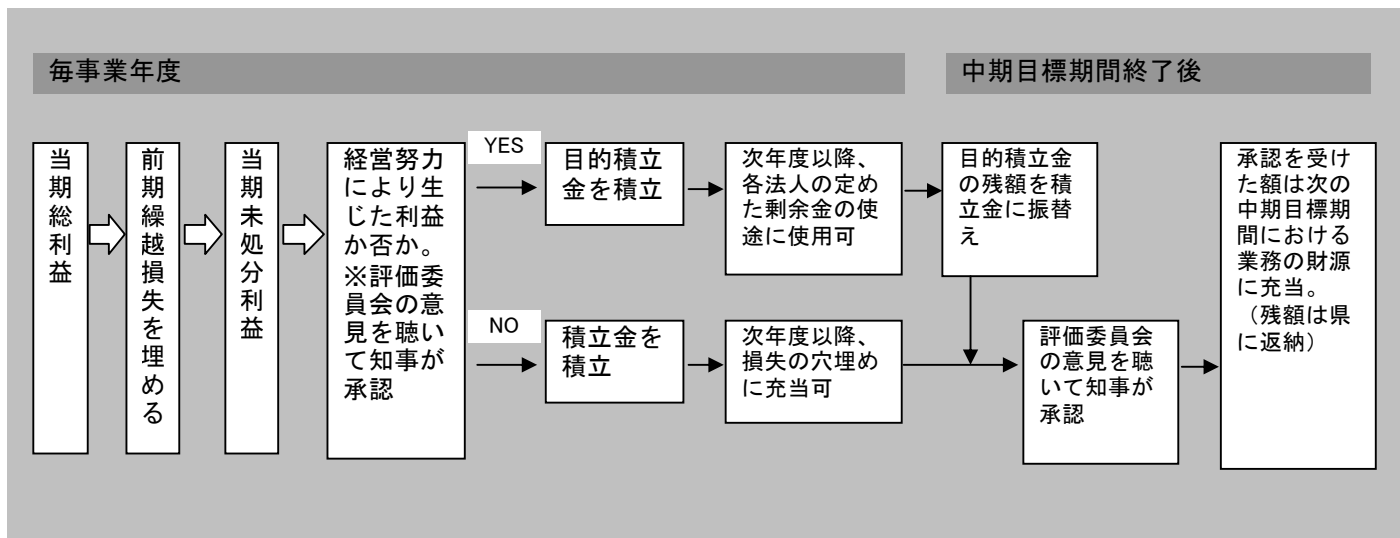 毎事業年度
中期目標期間終了後
当期総利益
前期繰越損失を埋める
当期未処分利益
経営努力
により生
じた利益
か否か。
※評価委
員会の意
見を聴い
て知事が
承認
YES
目的積立
金を積立
次年度以降、
各法人の定め
た剰余金の使
途に使用可
目的積立金
の残額を積
立金に振替
え
NO
積立金を
積立
次年度以降、
損失の穴埋め
に充当可
評価委員会
の意見を聴
いて知事が
承認
承認を受け
た額は次の
中期目標期
間における
業務の財源
に充当。
（残額は県
に返納）